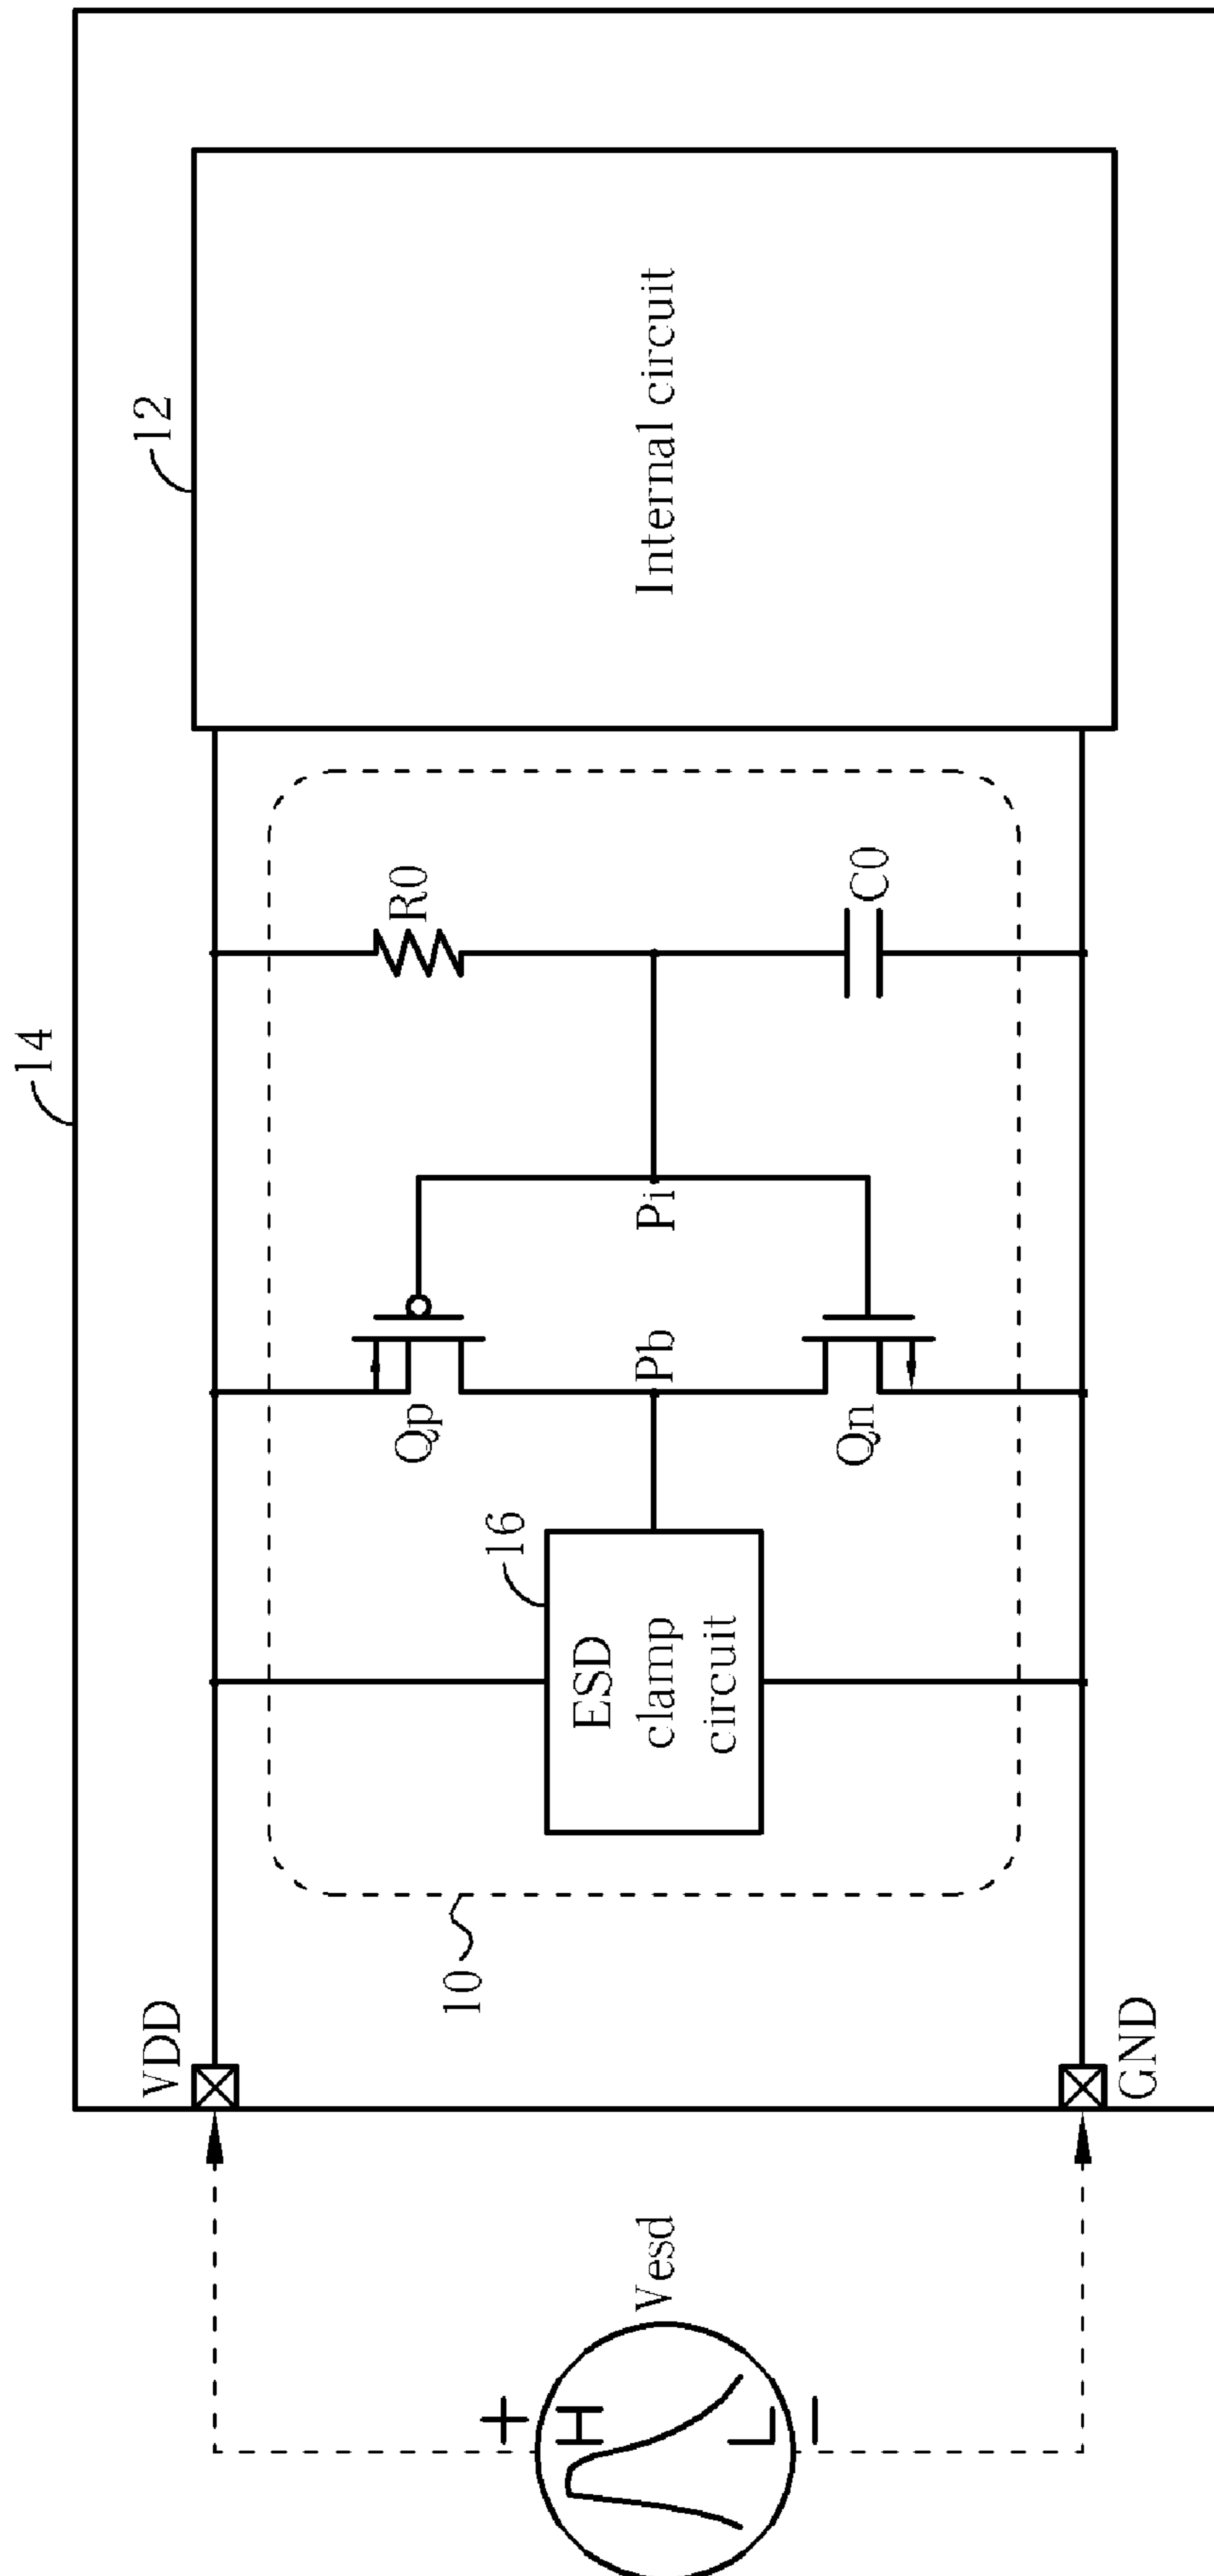 14
12
Internal circuit
VDD
R0
C0
Pi
Qp
Pb
Qn
16
ESD
clamp
circuit
10
GND
Vesd
+
H
L
−